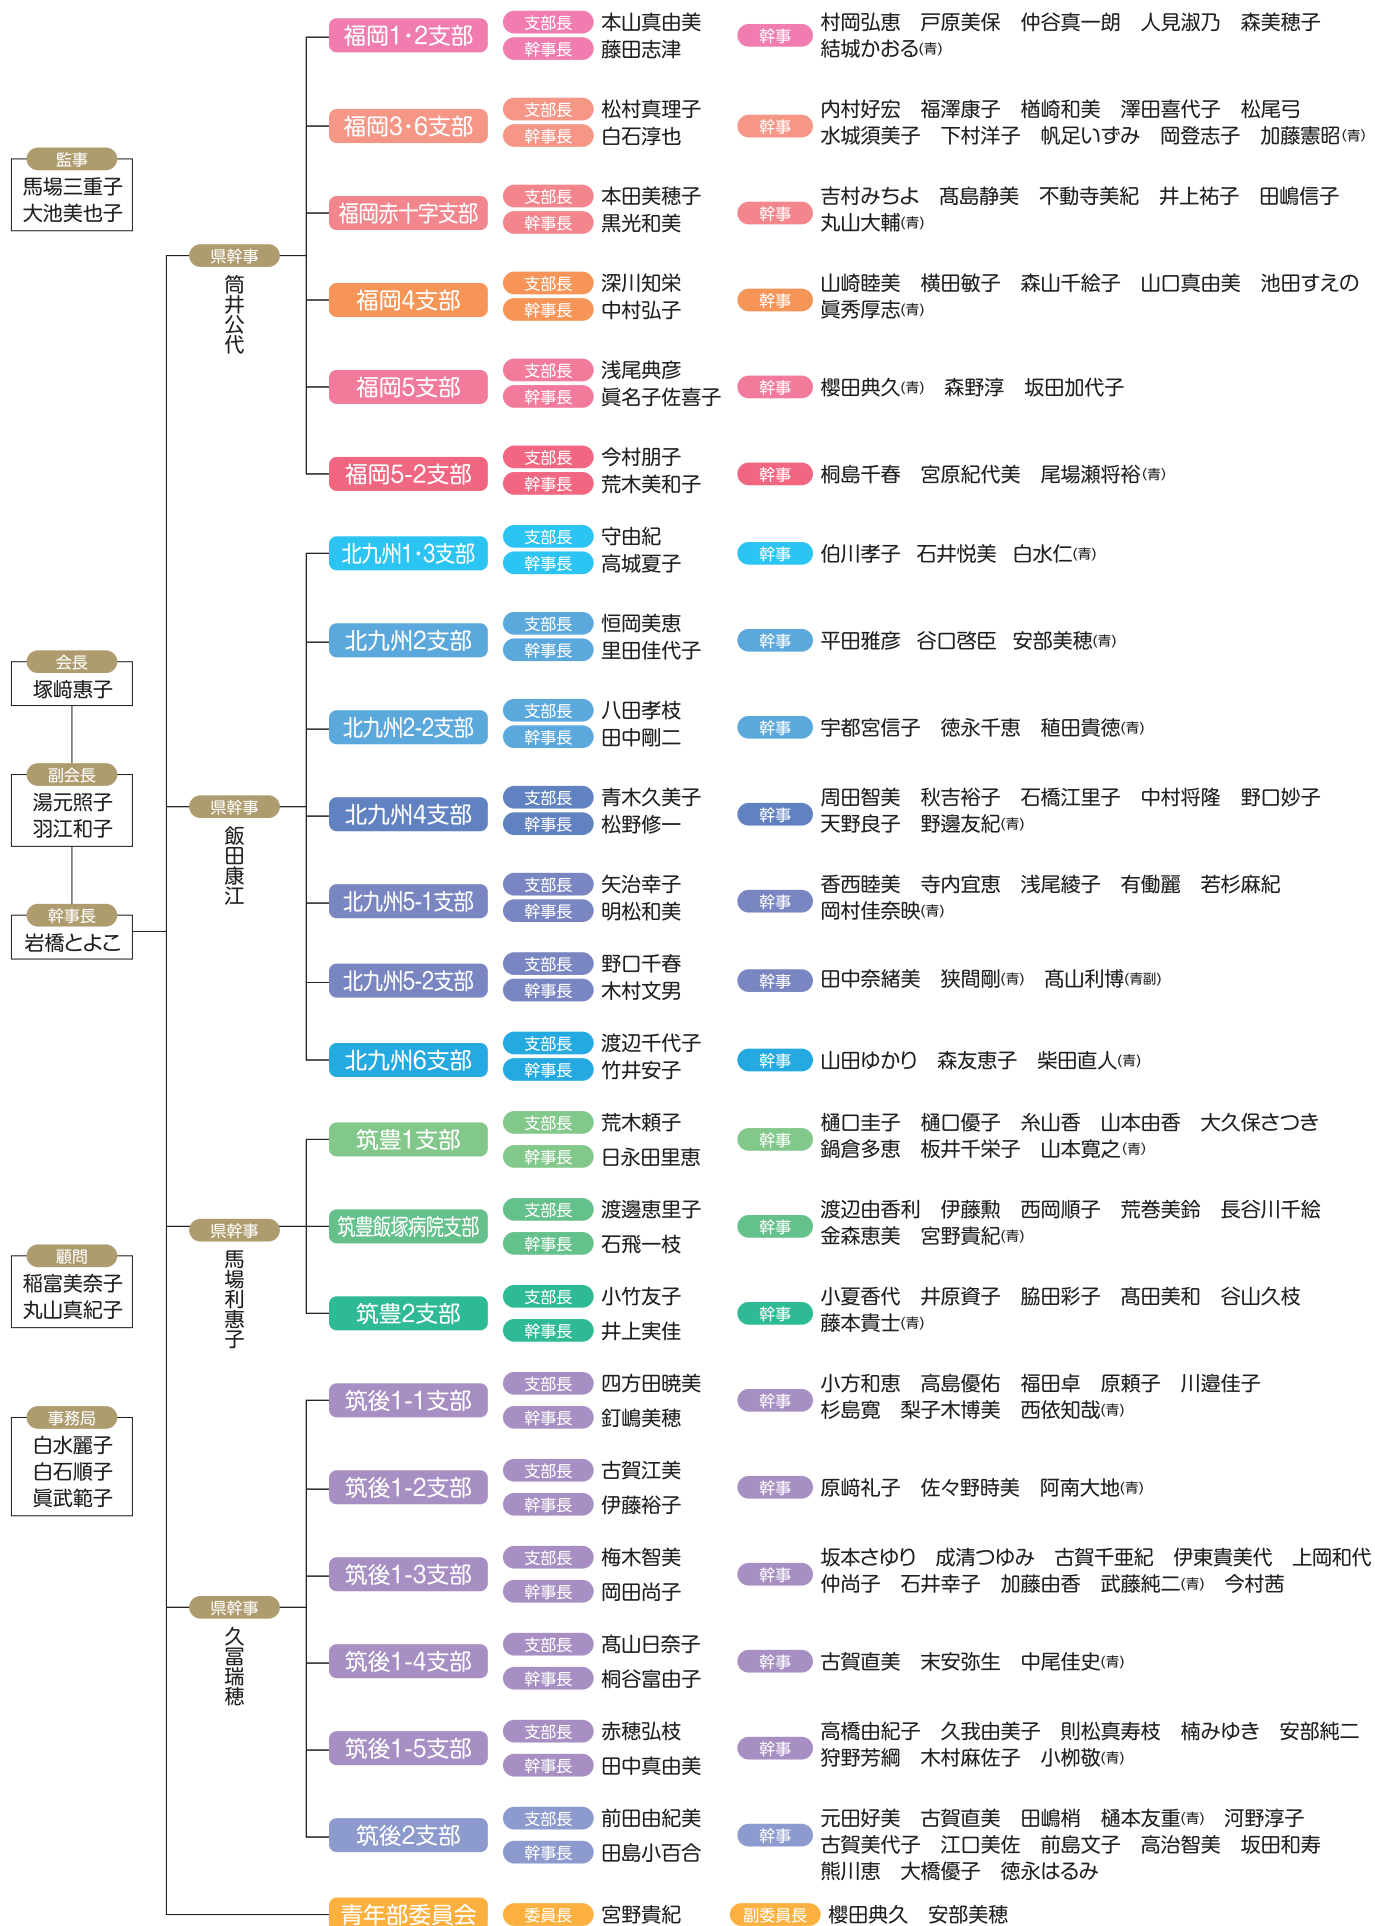 監事
馬場三重子
大池美也子
会長
塚﨑惠子
副会長
湯元照子
羽江和子
幹事長
岩橋とよこ
顧問
稲富美奈子
丸山真紀子
事務局
白水麗子
白石順子
眞武範子
県幹事
筒井公代
福岡1・2支部
支部長 本山真由美
幹事長 藤田志津
幹事 村岡弘恵 戸原美保 仲谷真一朗 人見淑乃 森美穂子
結城かおる(青)
福岡3・6支部
支部長 松村真理子
幹事長 白石淳也
幹事 内村好宏 福澤康子 楢崎和美 澤田喜代子 松尾弓
水城須美子 下村洋子 帆足いずみ 岡登志子 加藤憲昭(青)
福岡赤十字支部
支部長 本田美穂子
幹事長 黒光和美
幹事 吉村みちよ 髙島静美 不動寺美紀 井上祐子 田嶋信子
丸山大輔(青)
福岡4支部
支部長 深川知栄
幹事長 中村弘子
幹事 山崎睦美 横田敏子 森山千絵子 山口真由美 池田すえの
眞秀厚志(青)
福岡5支部
支部長 浅尾典彦
幹事長 眞名子佐喜子
幹事 櫻田典久(青) 森野淳 坂田加代子
福岡5-2支部
支部長 今村朋子
幹事長 荒木美和子
幹事 桐島千春 宮原紀代美 尾場瀬将裕(青)
県幹事
飯田康江
北九州1・3支部
支部長 守由紀
幹事長 高城夏子
幹事 伯川孝子 石井悦美 白水仁(青)
北九州2支部
支部長 恒岡美恵
幹事長 里田佳代子
幹事 平田雅彦 谷口啓臣 安部美穂(青)
北九州2-2支部
支部長 八田孝枝
幹事長 田中剛二
幹事 宇都宮信子 徳永千恵 穐田貴徳(青)
北九州4支部
支部長 青木久美子
幹事長 松野修一
幹事 周田智美 秋吉裕子 石橋江里子 中村将隆 野口妙子
天野良子 野邊友紀(青)
北九州5-1支部
支部長 矢治幸子
幹事長 明松和美
幹事 香西睦美 寺内宜恵 浅尾綾子 有働麗 若杉麻紀
岡村佳奈映(青)
北九州5-2支部
支部長 野口千春
幹事長 木村文男
幹事 田中奈緒美 狭間剛(青) 髙山利博(青副)
北九州6支部
支部長 渡辺千代子
幹事長 竹井安子
幹事 山田ゆかり 森友恵子 柴田直人(青)
県幹事
馬場利惠子
筑豊1支部
支部長 荒木頼子
幹事長 日永田里恵
幹事 樋口圭子 樋口優子 糸山香 山本由香 大久保さつき
鍋倉多恵 板井千栄子 山本寛之(青)
筑豊飯塚病院支部
支部長 渡邊恵里子
幹事長 石飛一枝
幹事 渡辺由香利 伊藤勲 西岡順子 荒巻美鈴 長谷川千絵
金森恵美 宮野貴紀(青)
筑豊2支部
支部長 小竹友子
幹事長 井上実佳
幹事 小夏香代 井原資子 脇田彩子 髙田美和 谷山久枝
藤本貴士(青)
県幹事
久冨瑞穂
筑後1-1支部
支部長 四方田暁美
幹事長 釘嶋美穂
幹事 小方和恵 高島優佑 福田卓 原頼子 川邉佳子
杉島寛 梨子木博美 西依知哉(青)
筑後1-2支部
支部長 古賀江美
幹事長 伊藤裕子
幹事 原﨑礼子 佐々野時美 阿南大地(青)
筑後1-3支部
支部長 梅木智美
幹事長 岡田尚子
幹事 坂本さゆり 成清つゆみ 古賀千亜紀 伊東貴美代 上岡和代
仲尚子 石井幸子 加藤由香 武藤純二(青) 今村茜
筑後1-4支部
支部長 髙山日奈子
幹事長 桐谷富由子
幹事 古賀直美 末安弥生 中尾佳史(青)
筑後1-5支部
支部長 赤穂弘枝
幹事長 田中真由美
幹事 高橋由紀子 久我由美子 則松真寿枝 楠みゆき 安部純二
狩野芳綱 木村麻佐子 小栁敬(青)
筑後2支部
支部長 前田由紀美
幹事長 田島小百合
幹事 元田好美 古賀直美 田嶋梢 樋本友重(青) 河野淳子
古賀美代子 江口美佐 前島文子 高治智美 坂田和寿
熊川恵 大橋優子 徳永はるみ
青年部委員会
委員長 宮野貴紀
副委員長 櫻田典久 安部美穂